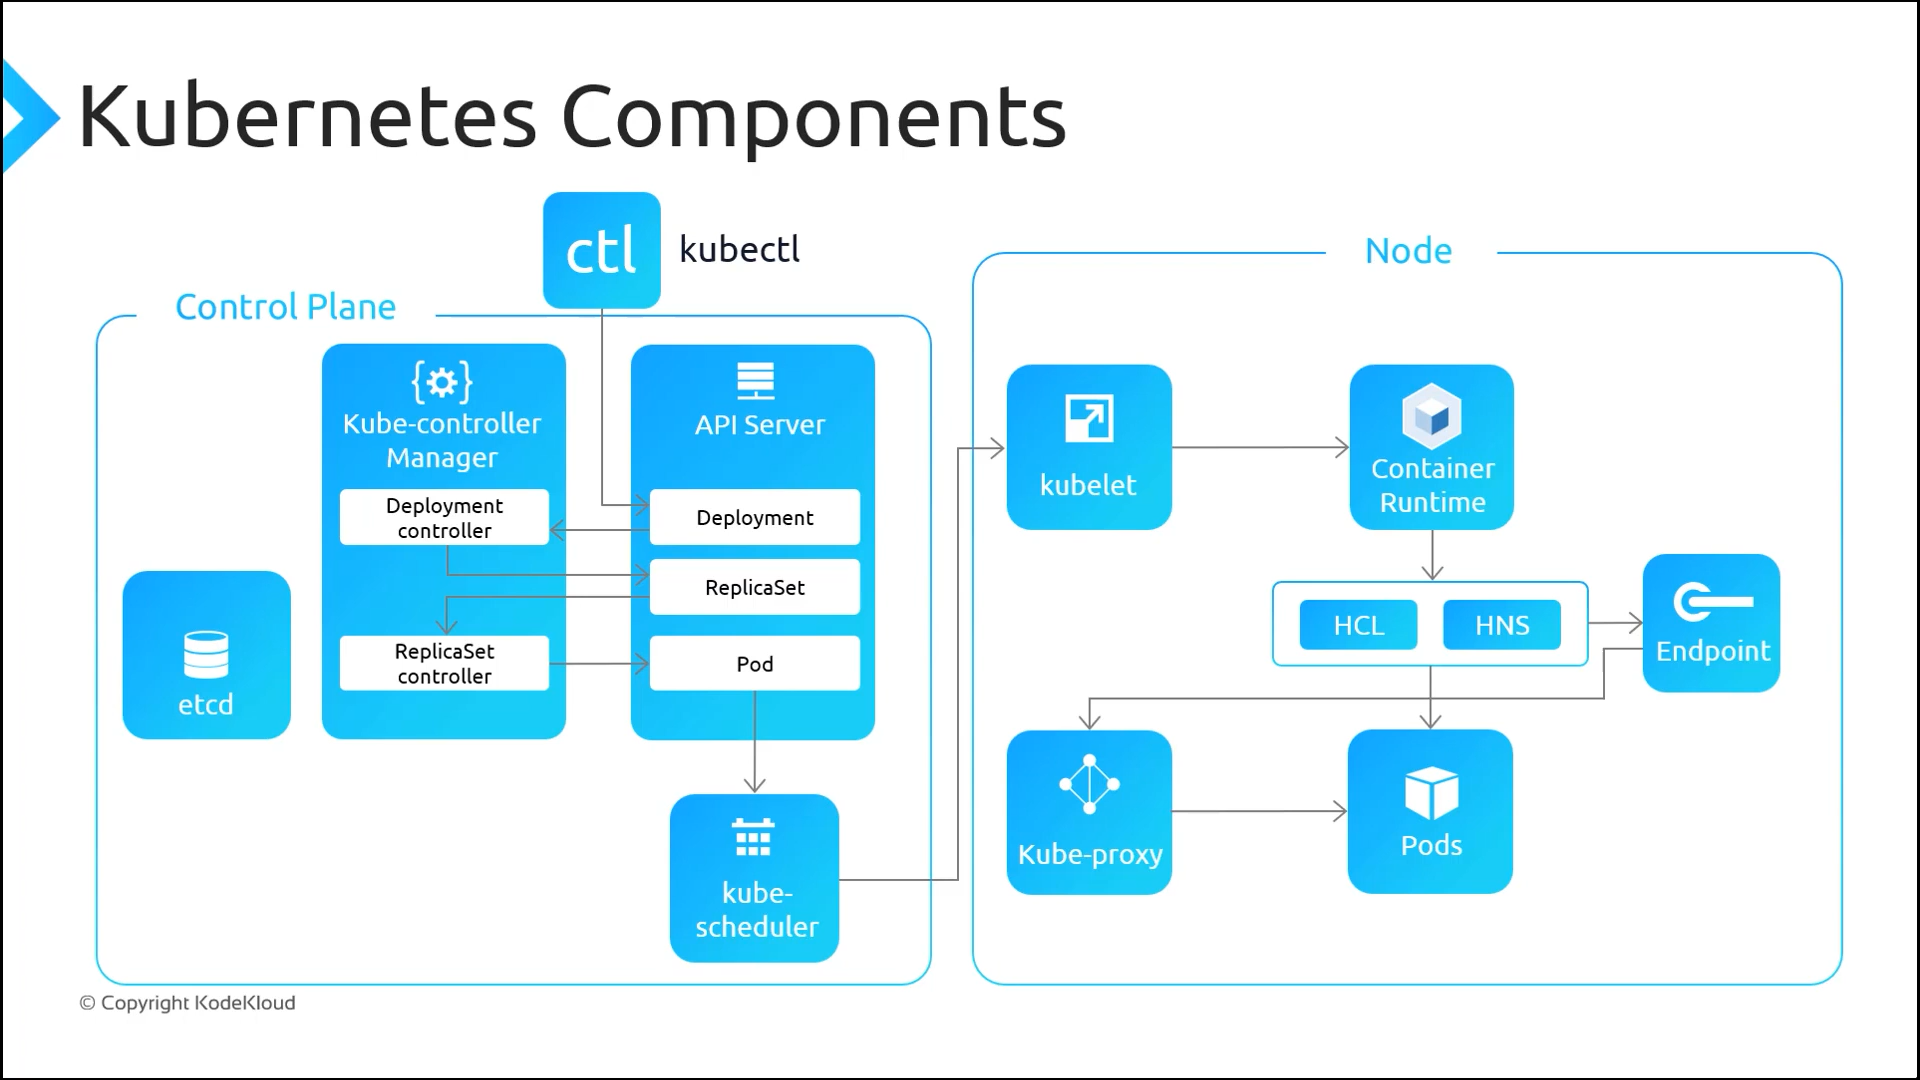 Kubernetes Components
ctl
kubectl
Control Plane
Kube-controller
Manager
Deployment
controller
ReplicaSet
controller
API Server
Deployment
ReplicaSet
Pod
etcd
kube-
scheduler
Node
kubelet
Container
Runtime
HCL
HNS
Endpoint
Kube-proxy
Pods
© Copyright KodeKloud